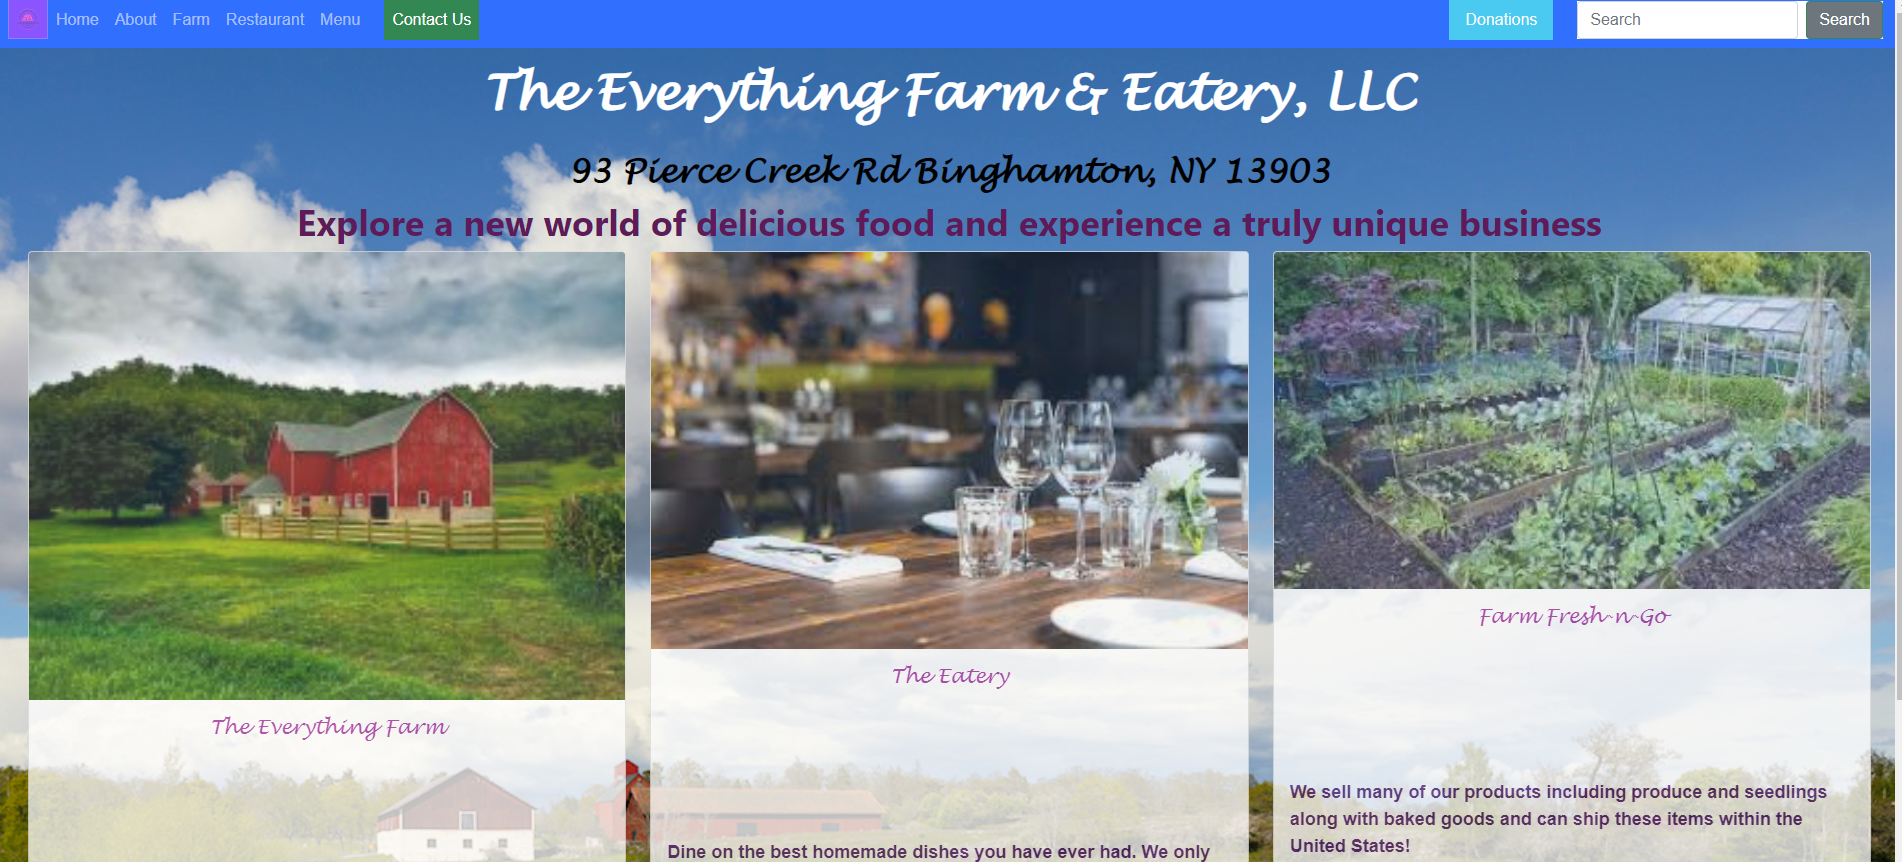 Home About Farm Restaurant Menu Contact Us Donations Search Search
The Everything Farm & Eatery, LLC
93 Pierce Creek Rd Binghamton, NY 13903
Explore a new world of delicious food and experience a truly unique business
The Everything Farm
The Eatery
Dine on the best homemade dishes you have ever had. We only
Farm Fresh-n-Go
We sell many of our products including produce and seedlings
along with baked goods and can ship these items within the
United States!